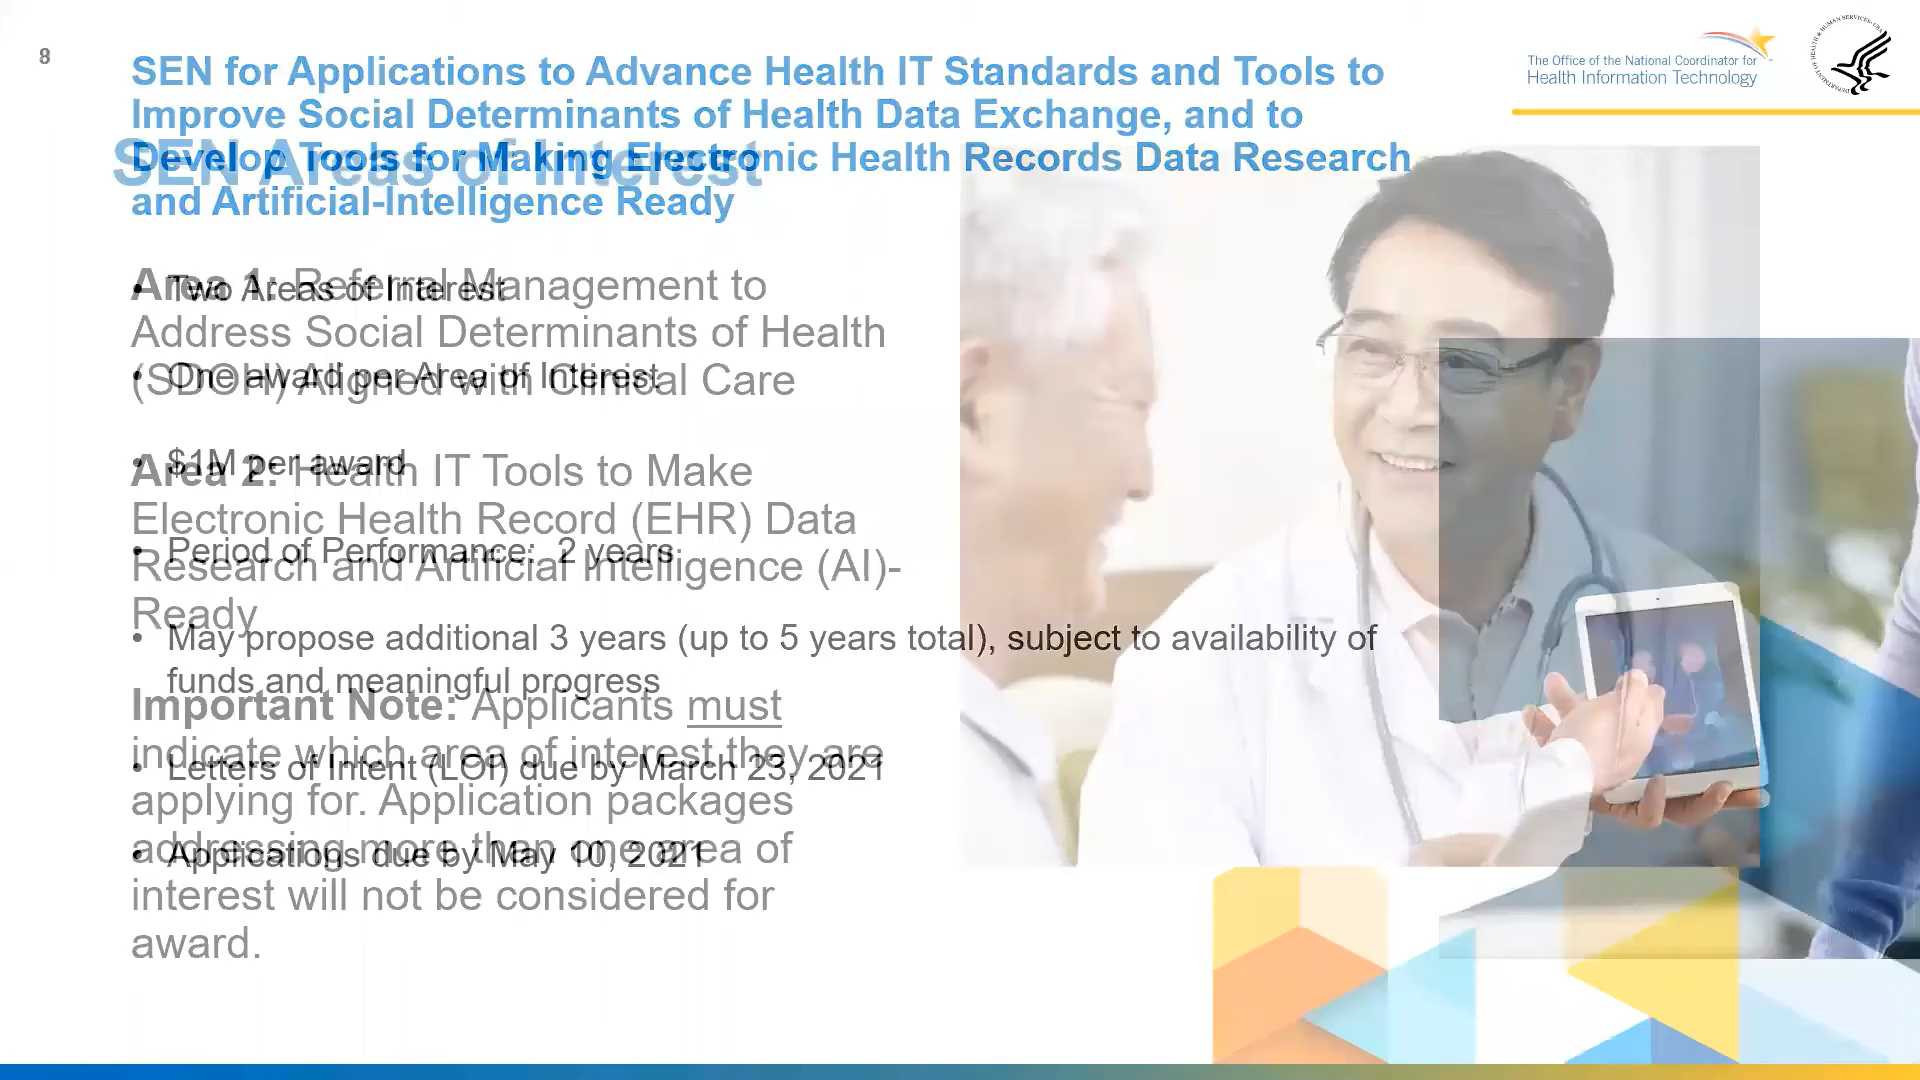 8
SEN for Applications to Advance Health IT Standards and Tools to
Improve Social Determinants of Health Data Exchange, and to
Develop Tools for Making Electronic Health Records Data Research
and Artificial-Intelligence Ready
• Two Areas of Interest
• One award per Area of Interest
• $1M per award
• Period of Performance: 2 years
• May propose additional 3 years (up to 5 years total), subject to availability of
funds and meaningful progress
• Letters of Intent (LOI) due by March 23, 2021
• Applications due by May 10, 2021
SEN Areas of Interest
Area 1: Referral Management to
Address Social Determinants of Health
(SDOH) Aligned with Clinical Care
Area 2: Health IT Tools to Make
Electronic Health Record (EHR) Data
Research and Artificial Intelligence (AI)-
Ready
Important Note: Applicants must
indicate which area of interest they are
applying for. Application packages
addressing more than one area of
interest will not be considered for
award.
The Office of the National Coordinator for
Health Information Technology